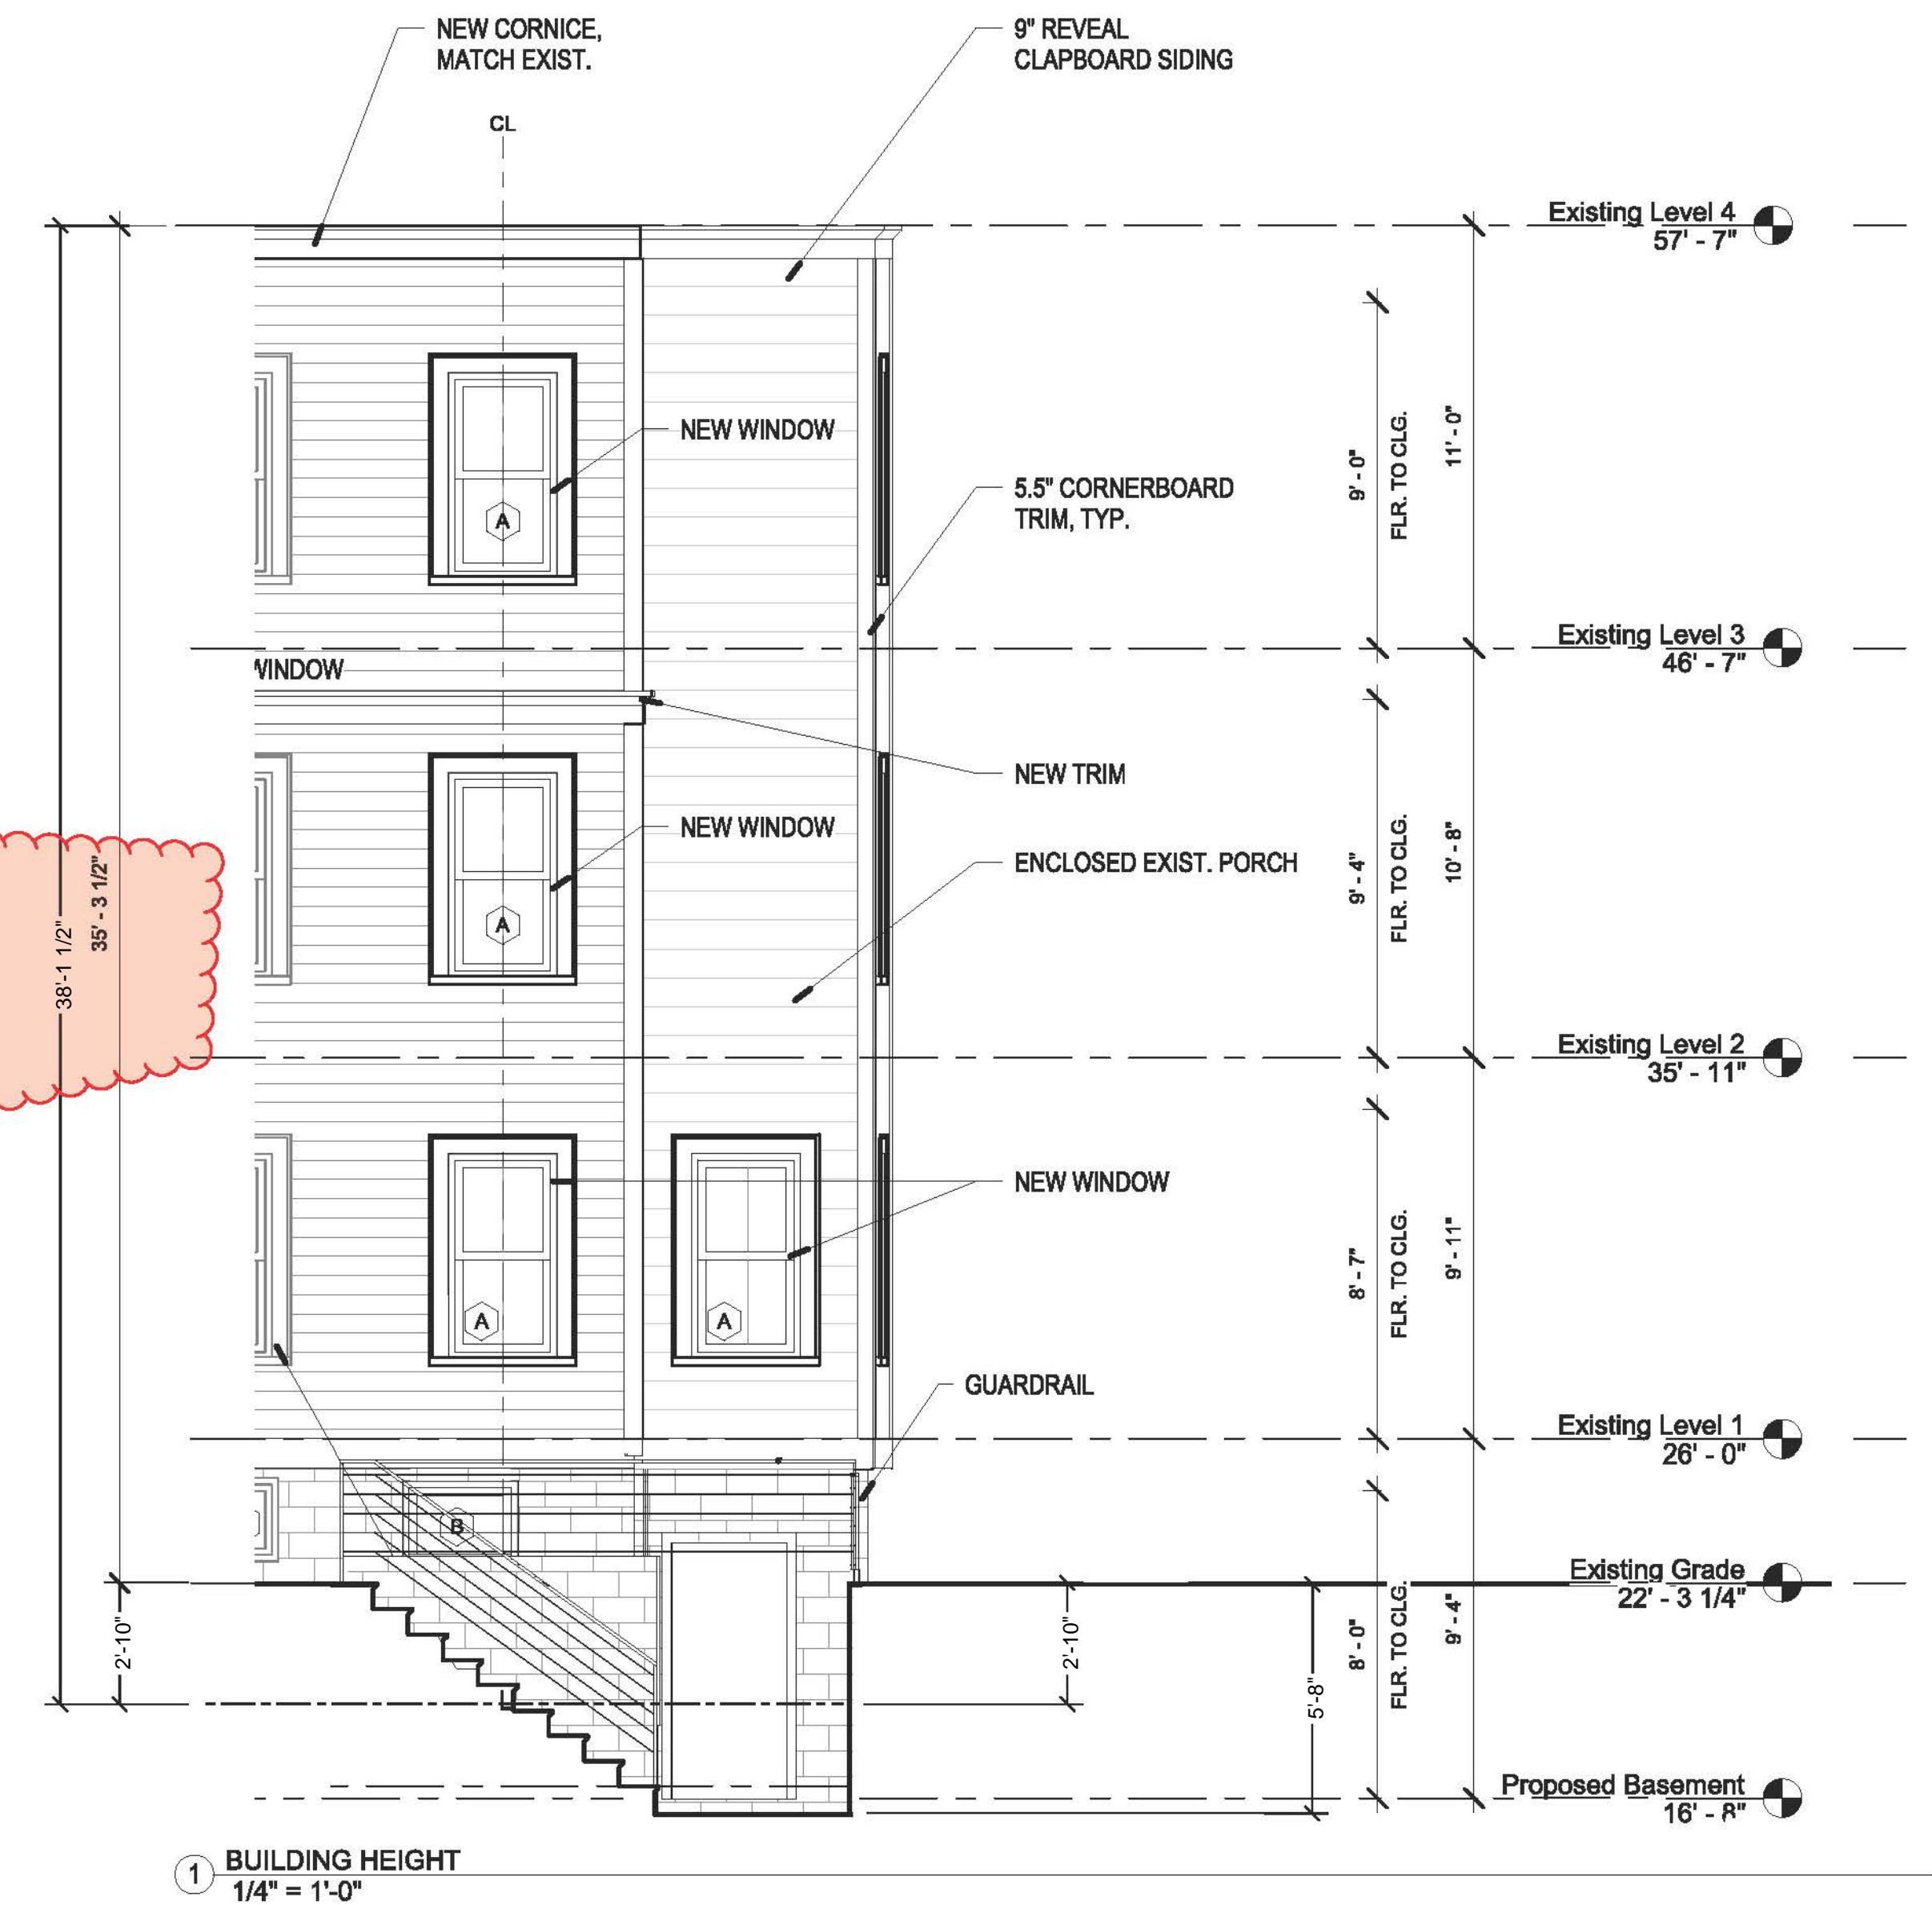 NEW CORNICE,
MATCH EXIST.
9" REVEAL
CLAPBOARD SIDING
CL
Existing Level 4
57' - 7"
NEW WINDOW
A
5.5" CORNERBOARD
TRIM, TYP.
9' - 0"
FLR. TO CLG.
11' - 0"
Existing Level 3
46' - 7"
WINDOW
NEW TRIM
NEW WINDOW
A
ENCLOSED EXIST. PORCH
38'-1 1/2"
35' - 3 1/2"
9' - 4"
FLR. TO CLG.
10' - 8"
Existing Level 2
35' - 11"
NEW WINDOW
A
A
8' - 7"
FLR. TO CLG.
9' - 11"
GUARDRAIL
Existing Level 1
26' - 0"
B
Existing Grade
22' - 3 1/4"
2'-10"
2'-10"
5'-8"
8' - 0"
FLR. TO CLG.
9' - 4"
Proposed Basement
16' - 8"
1
BUILDING HEIGHT
1/4" = 1'-0"